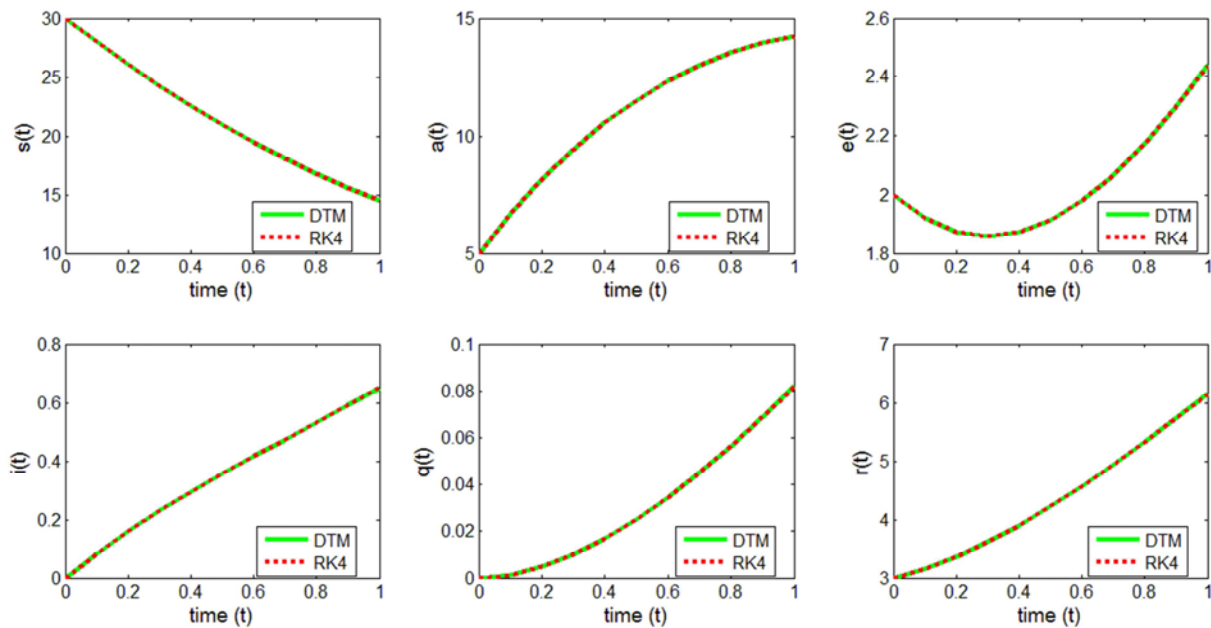 30
25
20
15
10
s(t)
0 0.2 0.4 0.6 0.8 1
time (t)
DTM
RK4
15
10
5
a(t)
0 0.2 0.4 0.6 0.8 1
time (t)
DTM
RK4
2.6
2.4
2.2
2
1.8
e(t)
0 0.2 0.4 0.6 0.8 1
time (t)
DTM
RK4
0.8
0.6
0.4
0.2
0
i(t)
0 0.2 0.4 0.6 0.8 1
time (t)
DTM
RK4
0.1
0.08
0.06
0.04
0.02
0
q(t)
0 0.2 0.4 0.6 0.8 1
time (t)
DTM
RK4
7
6
5
4
3
r(t)
0 0.2 0.4 0.6 0.8 1
time (t)
DTM
RK4